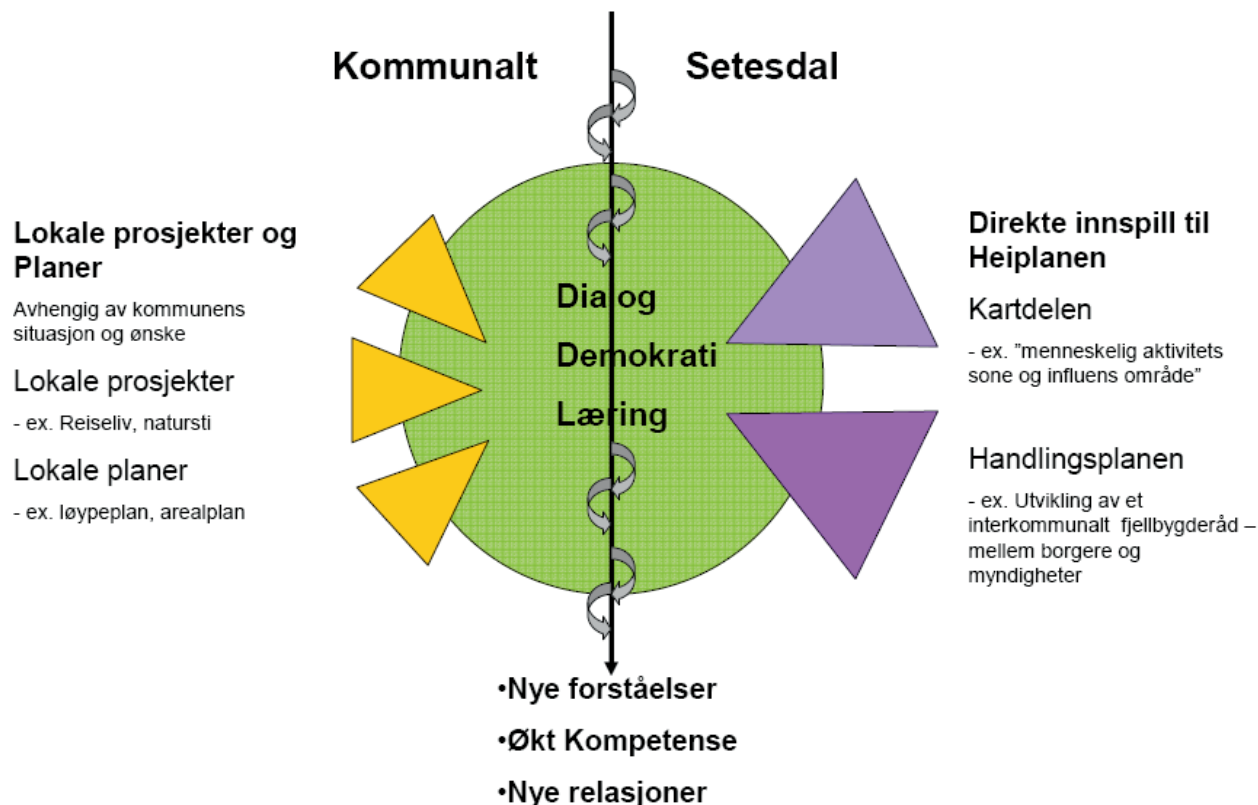 Kommunalt
Setesdal
Lokale prosjekter og
Planer
Avhengig av kommunens
situasjon og ønske
Lokale prosjekter
- ex. Reiseliv, natursti
Lokale planer
- ex. løypeplan, arealplan
Dialog
Demokrati
Læring
Direkte innspill til
Heiplanen
Kartdelen
- ex. ”menneskelig aktivitets
sone og influens område”
Handlingsplanen
- ex. Utvikling av et
interkommunalt fjellbygderåd –
mellem borgere og
myndigheter
•Nye forståelser
•Økt Kompetense
•Nye relasjoner